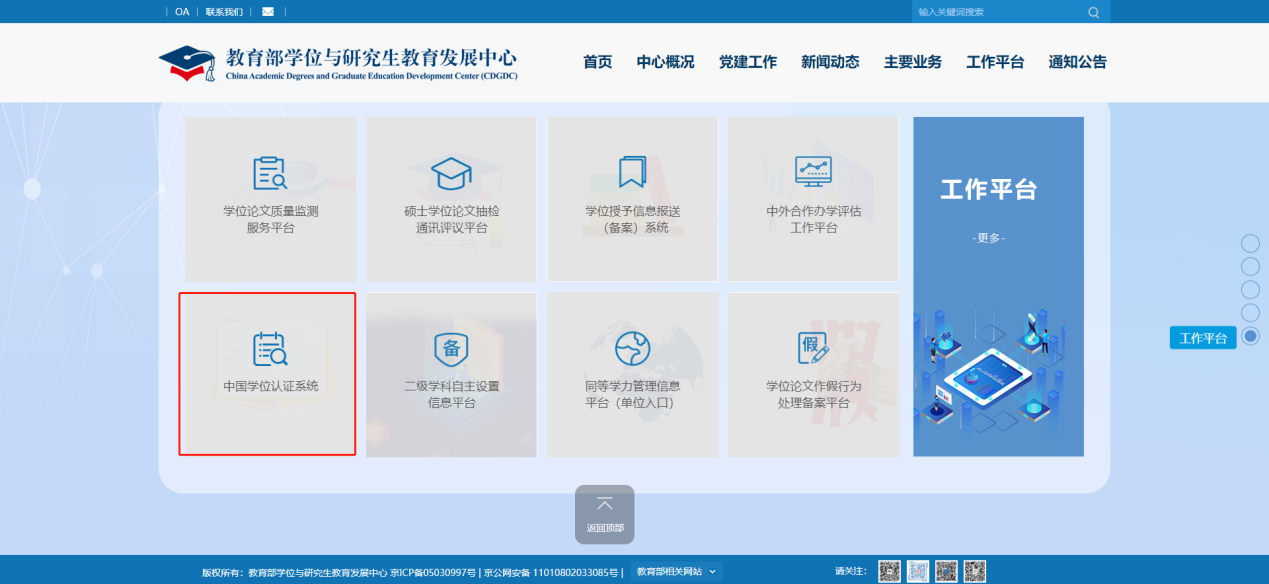 OA 联系我们
输入关键词搜索
教育部学位与研究生教育发展中心
China Academic Degrees and Graduate Education Development Center (CDGDC)
首页 中心概况 党建工作 新闻动态 主要业务 工作平台 通知公告
学位论文质量监测
服务平台
硕士学位论文抽检
通讯评议平台
学位授予信息报送
（备案）系统
中外合作办学评估
工作平台
工作平台
-更多-
中国学位认证系统
备
二级学科自主设置
信息平台
同等学力管理信息
平台（单位入口）
假
学位论文作假行为
处理备案平台
工作平台
返回顶部
版权所有：教育部学位与研究生教育发展中心 京ICP备05030997号 | 京公网安备 11010802033085号 |
教育部相关网站
请关注：